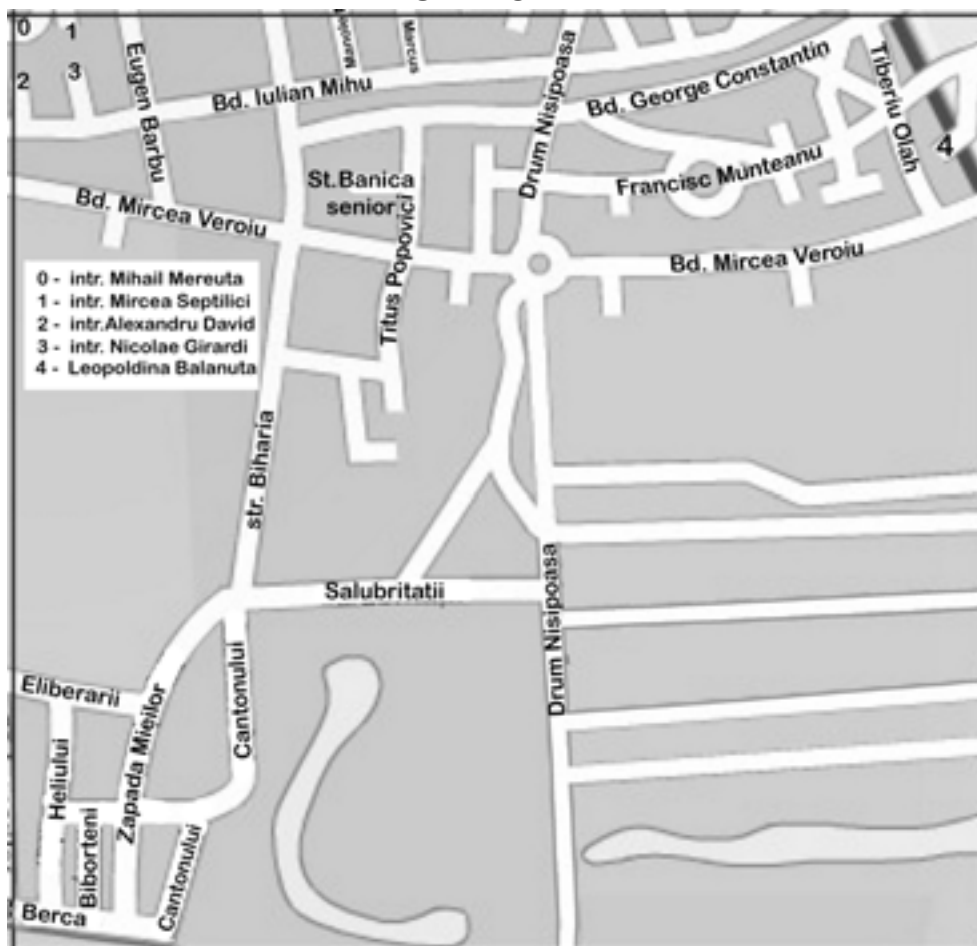 0
1
2
3
Eugen Barbu
Manolescu
Marcus
Drum Nisipoasa
Bd. Iulian Mihu
Bd. George Constantin
Tiberiu Olah
4
St.Banica
senior
Francisc Munteanu
Bd. Mircea Veroiu
Titus Popovici
Bd. Mircea Veroiu
0 - intr. Mihail Mereuta
1 - intr. Mircea Septilici
2 - intr.Alexandru David
3 - intr. Nicolae Girardi
4 - Leopoldina Balanuta
str. Biharia
Salubritatii
Drum Nisipoasa
Eliberarii
Zapada Mieilor
Cantonului
Heliului
Biborteni
Cantonului
Berca